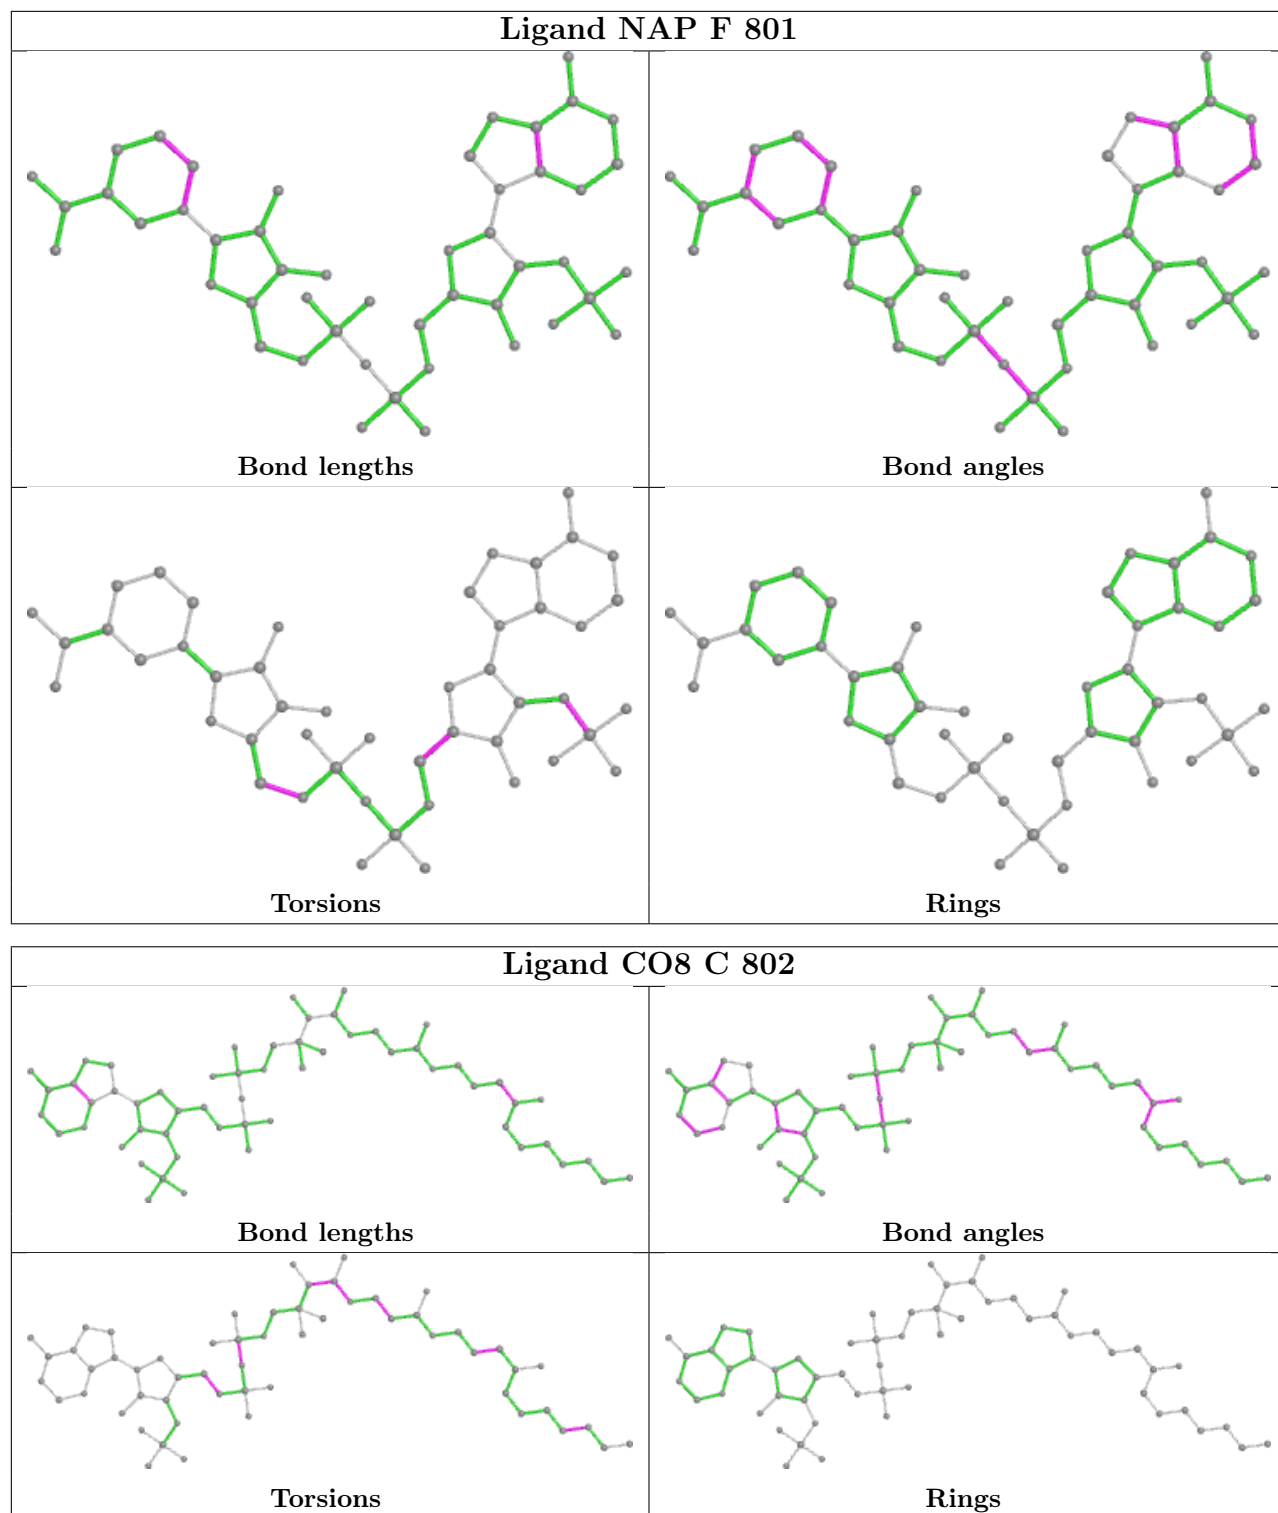 Ligand NAP F 801
Bond lengths
Bond angles
Torsions
Rings
Ligand CO8 C 802
Bond lengths
Bond angles
Torsions
Rings